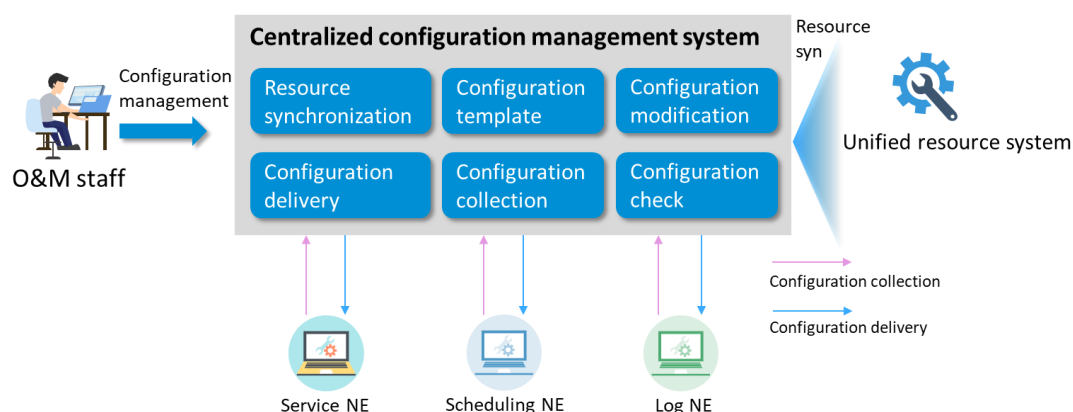 Centralized configuration management system
Resource
syn
Configuration
management
Resource
synchronization
Configuration
template
Configuration
modification
Unified resource system
O&M staff
Configuration
delivery
Configuration
collection
Configuration
check
Configuration collection
Configuration delivery
Service NE
Scheduling NE
Log NE